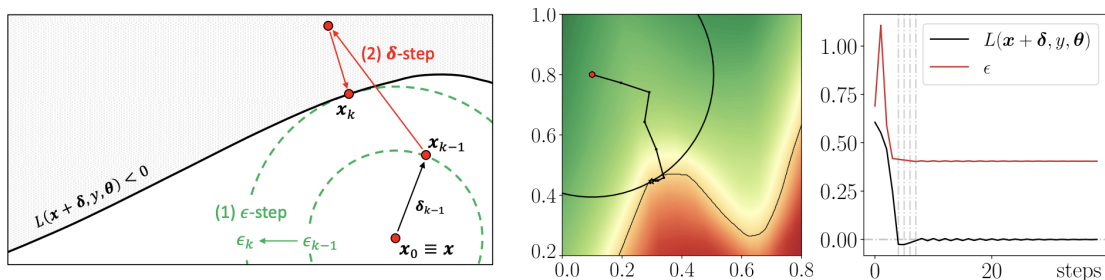 (2) δ-step
x_k
x_{k-1}
L(x + δ, y, θ) < 0
(1) ϵ-step
δ_{k-1}
ϵ_k
ϵ_{k-1}
x_0 ≡ x
1.0
0.8
0.6
0.4
0.2
0.0 0.2 0.4 0.6 0.8
L(x + δ, y, θ)
ϵ
1.00
0.75
0.50
0.25
0.00
0 20 steps